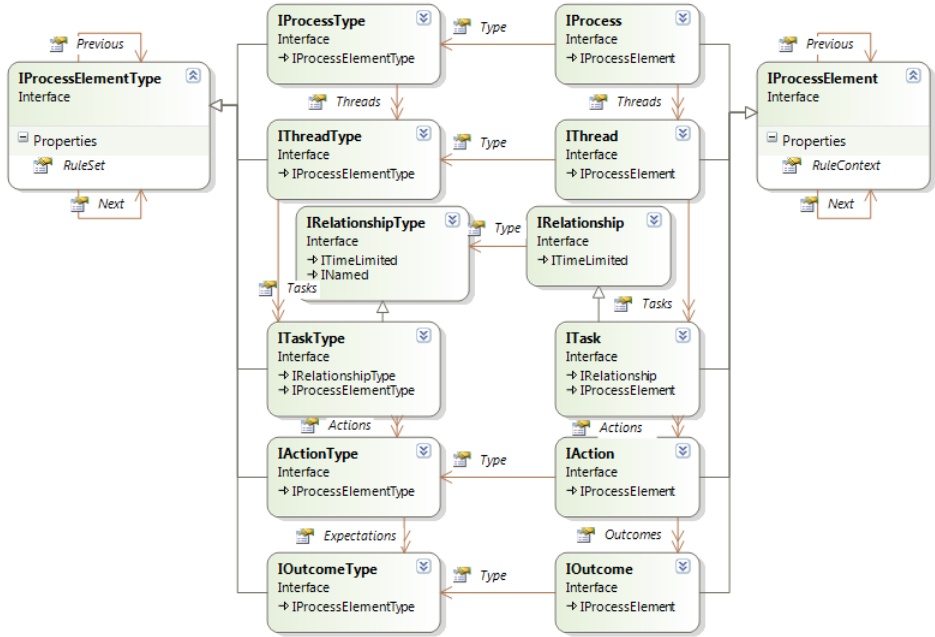 Previous
IProcessElementType
Interface
Properties
RuleSet
Next
IProcessType
Interface
IProcessElementType
Type
IProcess
Interface
IProcessElement
Threads
Threads
IThreadType
Interface
IProcessElementType
Type
IThread
Interface
IProcessElement
IRelationshipType
Interface
ITimeLimited
INamed
Type
IRelationship
Interface
ITimeLimited
Tasks
Tasks
ITaskType
Interface
IRelationshipType
IProcessElementType
ITask
Interface
IRelationship
IProcessElement
Actions
Actions
IActionType
Interface
IProcessElementType
Type
IAction
Interface
IProcessElement
Expectations
Outcomes
IOutcomeType
Interface
IProcessElementType
Type
IOutcome
Interface
IProcessElement
Previous
IProcessElement
Interface
Properties
RuleContext
Next